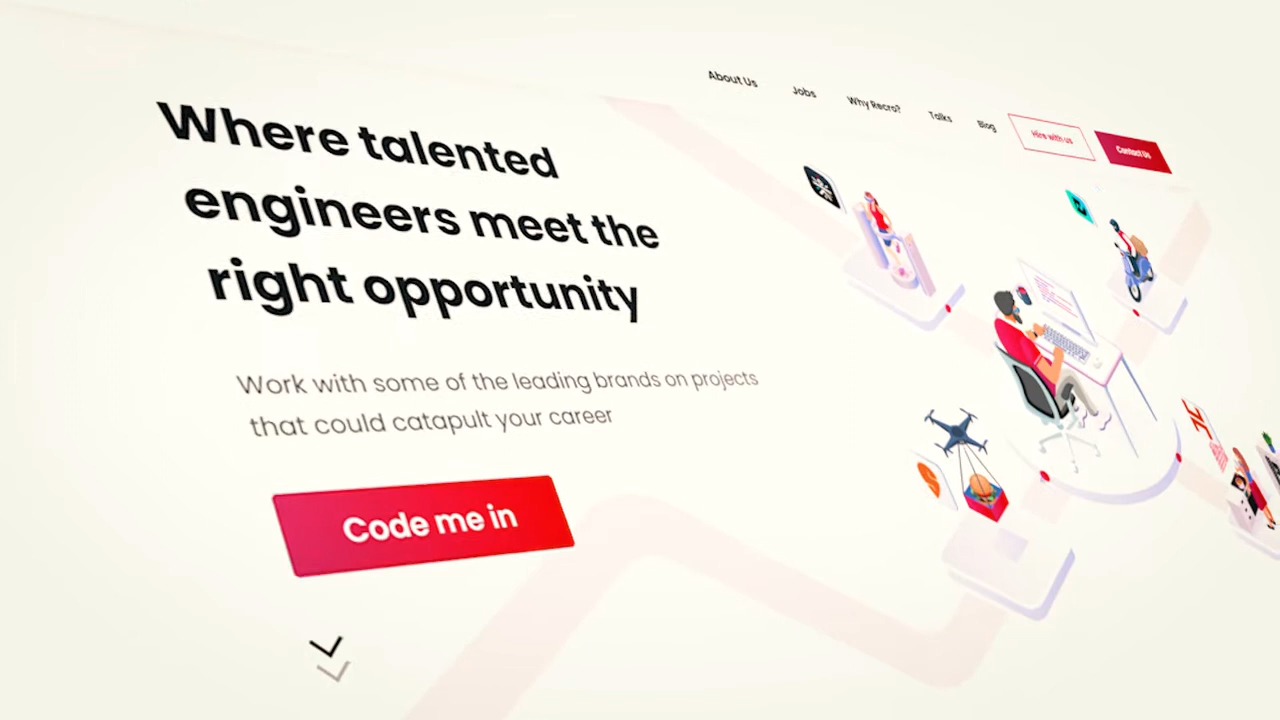 About Us
Jobs
Why Recro?
Talks
Blog
Hire with us
Contact Us
Where talented
engineers meet the
right opportunity
Work with some of the leading brands on projects
that could catapult your career
Code me in